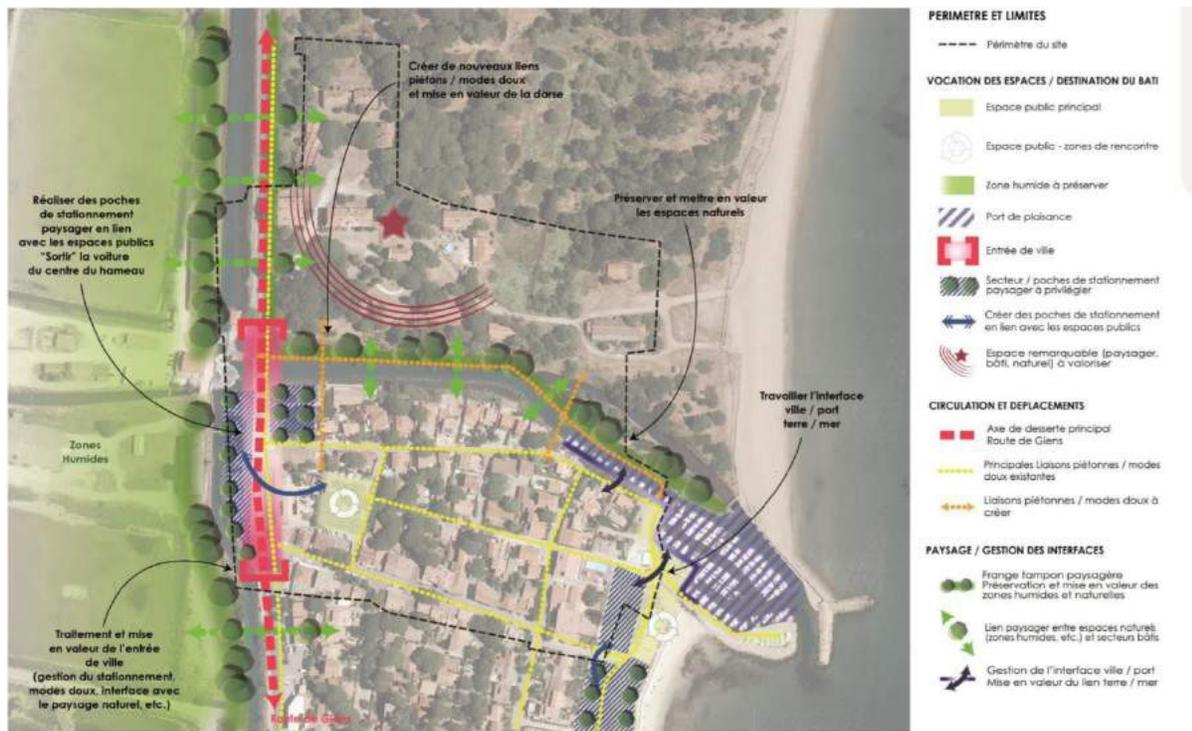 Créer de nouveaux liens
piétons / modes doux
et mise en valeur de la darse
Réaliser des poches
de stationnement
paysager en lien
avec les espaces publics
"Sortir" la voiture
du centre du hameau
Préserver et mettre en valeur
les espaces naturels
Travailler l'interface
ville / port
terre / mer
Zones
Humides
Traitement et mise
en valeur de l'entrée
de ville
(gestion du stationnement,
modes doux, interface avec
le paysage naturel, etc.)
Route de Giens
PERIMETRE ET LIMITES
Périmètre du site
VOCATION DES ESPACES / DESTINATION DU BATI
Espace public principal
Espace public - zones de rencontre
Zone humide à préserver
Port de plaisance
Entrée de ville
Secteur / poches de stationnement
paysager à privilégier
Créer des poches de stationnement
en lien avec les espaces publics
Espace remarquable (paysager,
bâti, naturel) à valoriser
CIRCULATION ET DEPLACEMENTS
Axe de desserte principal
Route de Giens
Principales Liaisons piétonnes / modes
doux existantes
Liaisons piétonnes / modes doux à
créer
PAYSAGE / GESTION DES INTERFACES
Frange tampon paysagère
Préservation et mise en valeur des
zones humides et naturelles
Lien paysager entre espaces naturels
(zones humides, etc.) et secteurs bâtis
Gestion de l'interface ville / port
Mise en valeur du lien terre / mer